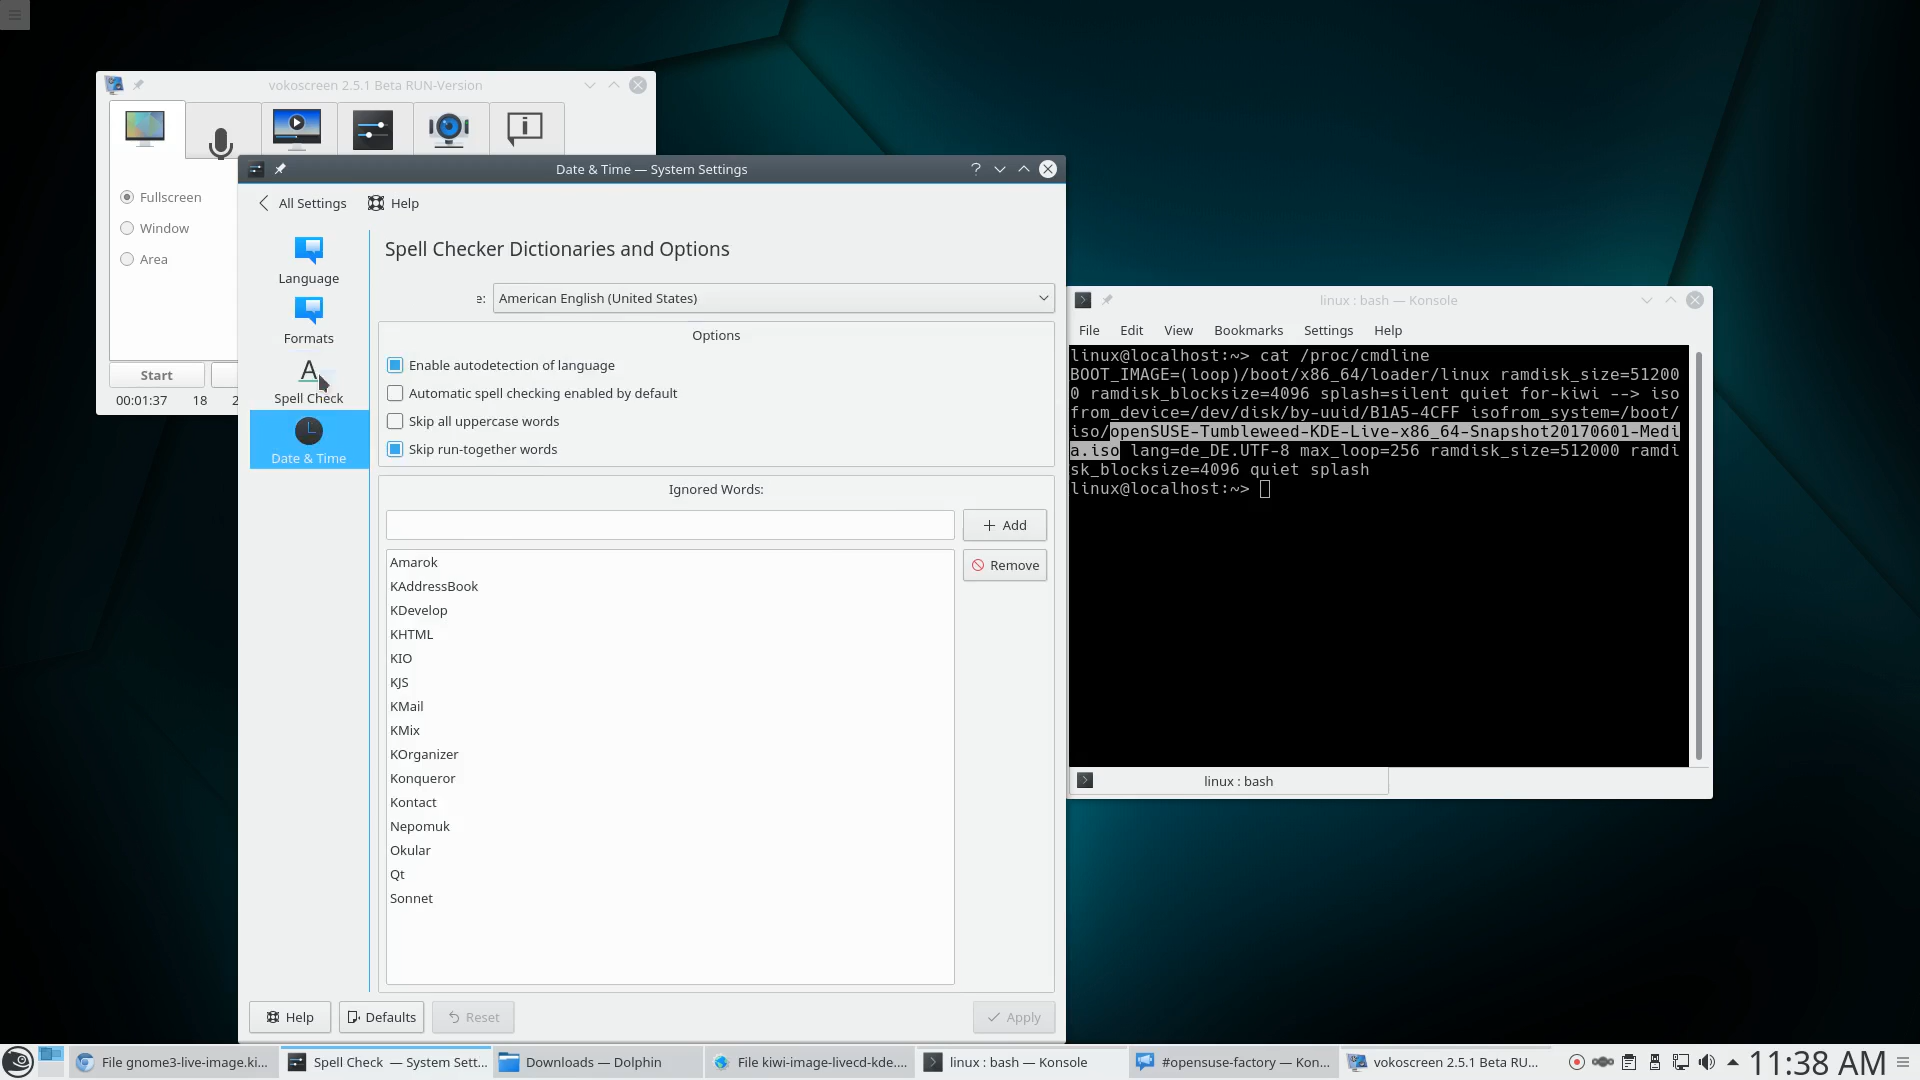 vokoscreen 2.5.1 Beta RUN-Version
Fullscreen
Window
Area
Start
00:01:37 18 2
Date & Time — System Settings
All Settings
Help
Language
Formats
Spell Check
Date & Time
Spell Checker Dictionaries and Options
e:
American English (United States)
Options
Enable autodetection of language
Automatic spell checking enabled by default
Skip all uppercase words
Skip run-together words
Ignored Words:
Add
Remove
Amarok
KAddressBook
KDevelop
KHTML
KIO
KJS
KMail
KMix
KOrganizer
Konqueror
Kontact
Nepomuk
Okular
Qt
Sonnet
Help
Defaults
Reset
Apply
linux : bash — Konsole
File Edit View Bookmarks Settings Help
linux@localhost:~> cat /proc/cmdline
BOOT_IMAGE=(loop)/boot/x86_64/loader/linux ramdisk_size=51200
0 ramdisk_blocksize=4096 splash=silent quiet for-kiwi --> iso
from_device=/dev/disk/by-uuid/B1A5-4CFF isofrom_system=/boot/
iso/openSUSE-Tumbleweed-KDE-Live-x86_64-Snapshot20170601-Medi
a.iso lang=de_DE.UTF-8 max_loop=256 ramdisk_size=512000 ramdi
sk_blocksize=4096 quiet splash
linux@localhost:~>
linux : bash
File gnome3-live-image.ki...
Spell Check — System Sett...
Downloads — Dolphin
File kiwi-image-livecd-kde....
linux : bash — Konsole
#opensuse-factory — Kon...
vokoscreen 2.5.1 Beta RU...
11:38 AM